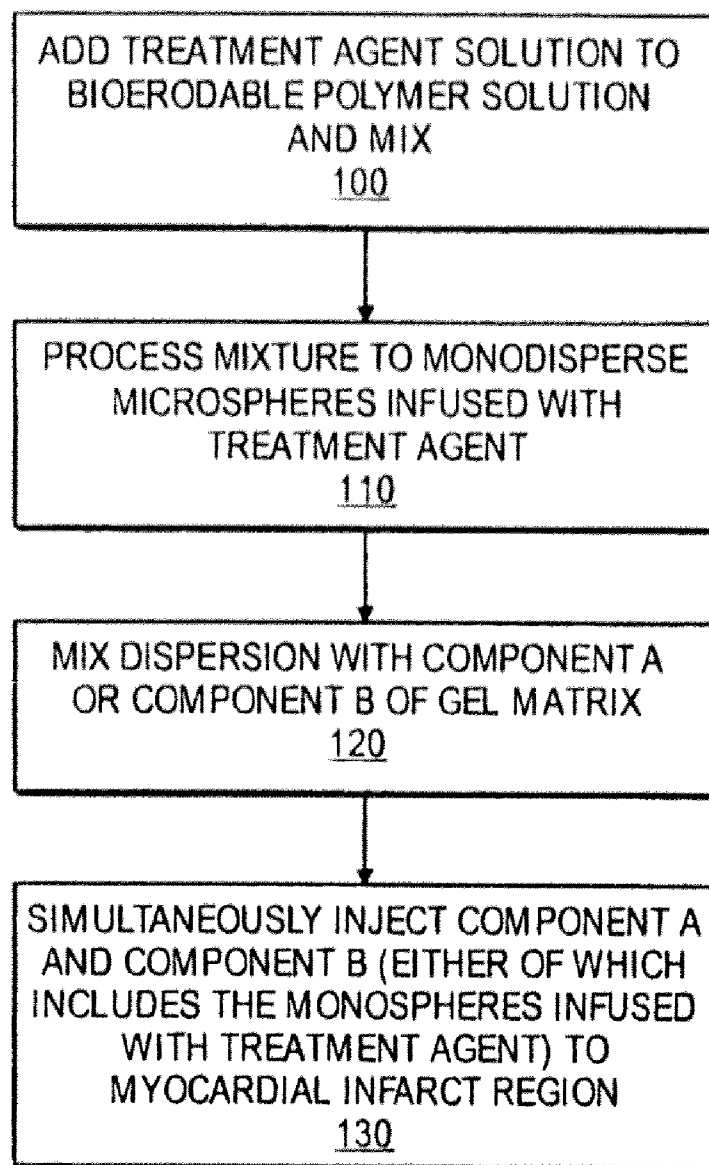 ADD TREATMENT AGENT SOLUTION TO
BIOERODABLE POLYMER SOLUTION
AND MIX
100
PROCESS MIXTURE TO MONODISPERSE
MICROSPHERES INFUSED WITH
TREATMENT AGENT
110
MIX DISPERSION WITH COMPONENT A
OR COMPONENT B OF GEL MATRIX
120
SIMULTANEOUSLY INJECT COMPONENT A
AND COMPONENT B (EITHER OF WHICH
INCLUDES THE MONOSPHERES INFUSED
WITH TREATMENT AGENT) TO
MYOCARDIAL INFARCT REGION
130